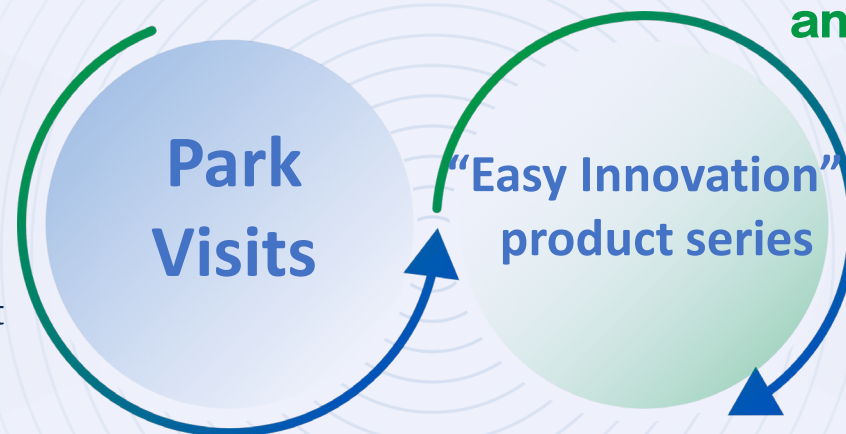 an
Park
Visits
“Easy Innovation”
product series
t